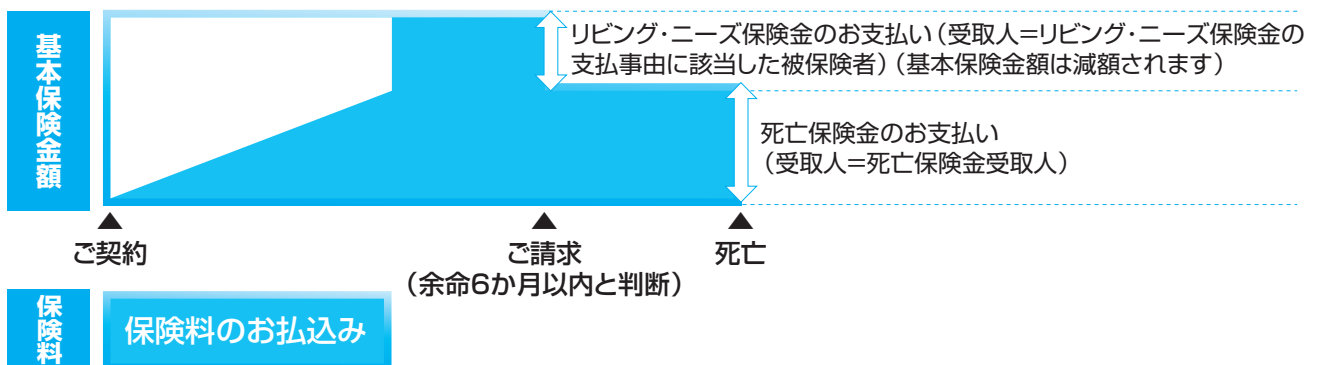 基本保険金額
リビング・ニーズ保険金のお支払い（受取人＝リビング・ニーズ保険金の
支払事由に該当した被保険者）（基本保険金額は減額されます）
死亡保険金のお支払い
（受取人＝死亡保険金受取人）
ご契約
ご請求
（余命6か月以内と判断）
死亡
保険料
保険料のお払込み